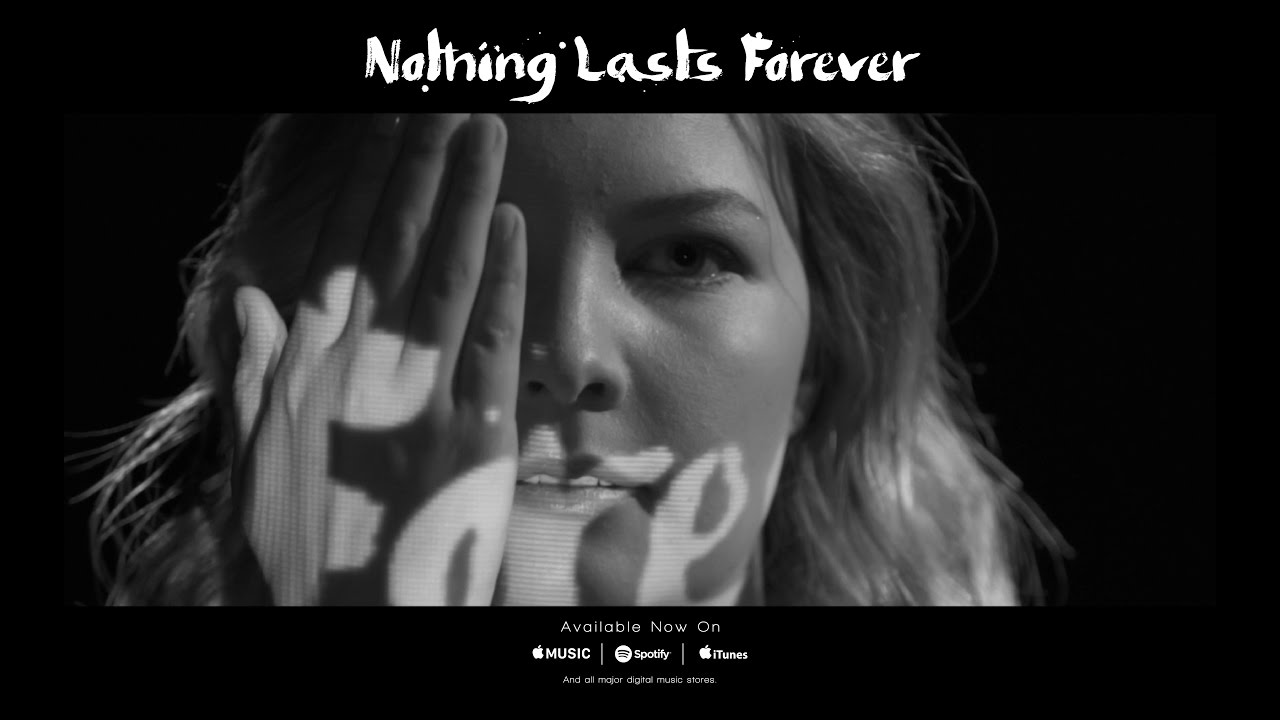 Nothing Lasts Forever
Available Now On
MUSIC | Spotify | iTunes
And all major digital music stores.